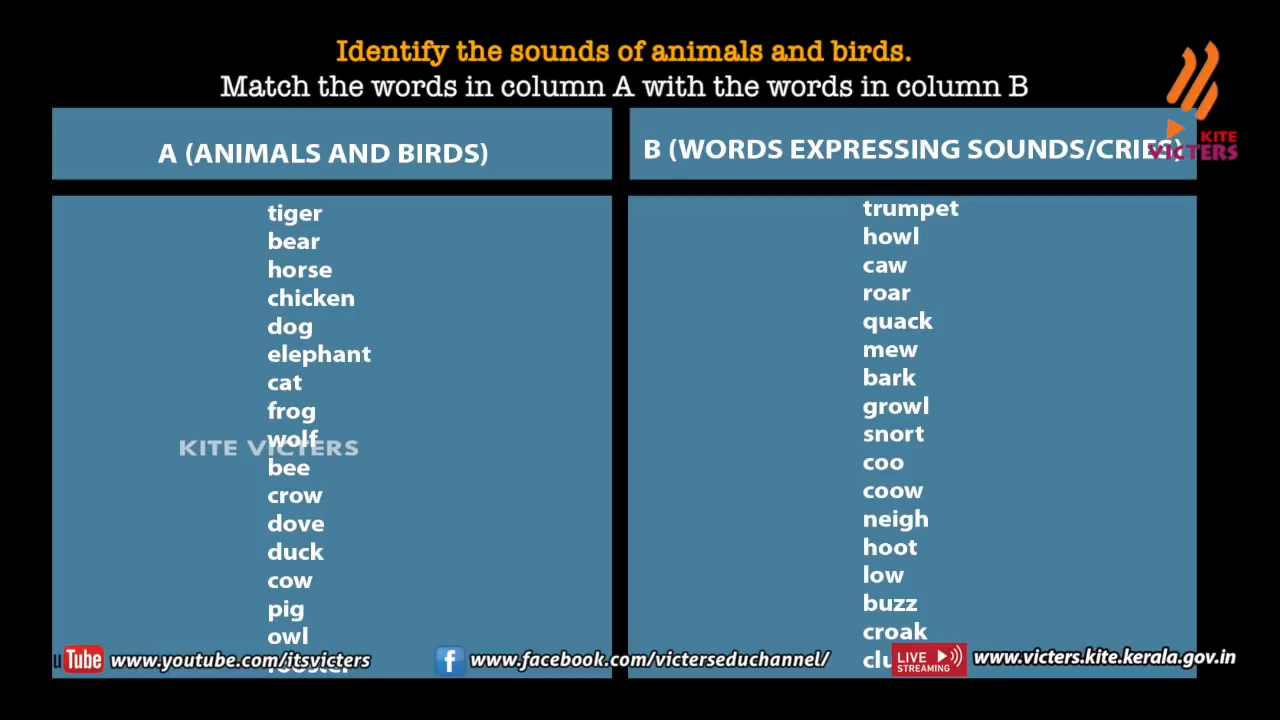 Identify the sounds of animals and birds.
Match the words in column A with the words in column B
KITE
VICTERS
A (ANIMALS AND BIRDS)
tiger
bear
horse
chicken
dog
elephant
cat
frog
wolf
KITE VICTERS
bee
crow
dove
duck
cow
pig
owl
B (WORDS EXPRESSING SOUNDS/CRIES)
trumpet
howl
caw
roar
quack
mew
bark
growl
snort
coo
coow
neigh
hoot
low
buzz
croak
Tube www.youtube.com/itsvicters
f www.facebook.com/victerseduchannel/
LIVE
STREAMING
www.victers.kite.kerala.gov.in